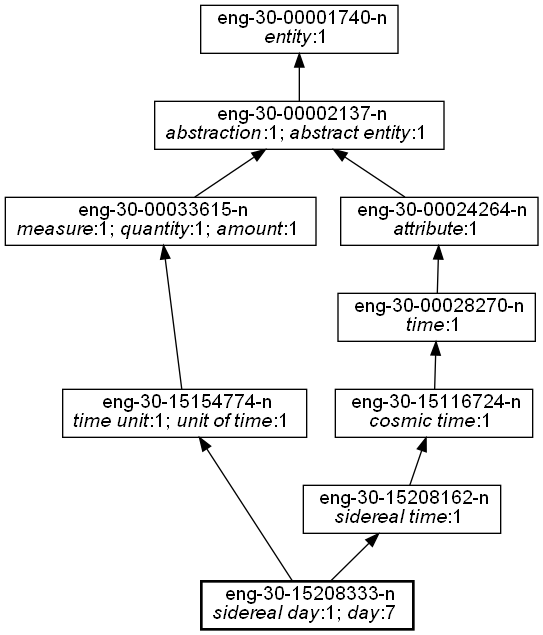 eng-30-00001740-n
entity:1
eng-30-00002137-n
abstraction:1; abstract entity:1
eng-30-00033615-n
measure:1; quantity:1; amount:1
eng-30-00024264-n
attribute:1
eng-30-00028270-n
time:1
eng-30-15154774-n
time unit:1; unit of time:1
eng-30-15116724-n
cosmic time:1
eng-30-15208162-n
sidereal time:1
eng-30-15208333-n
sidereal day:1; day:7